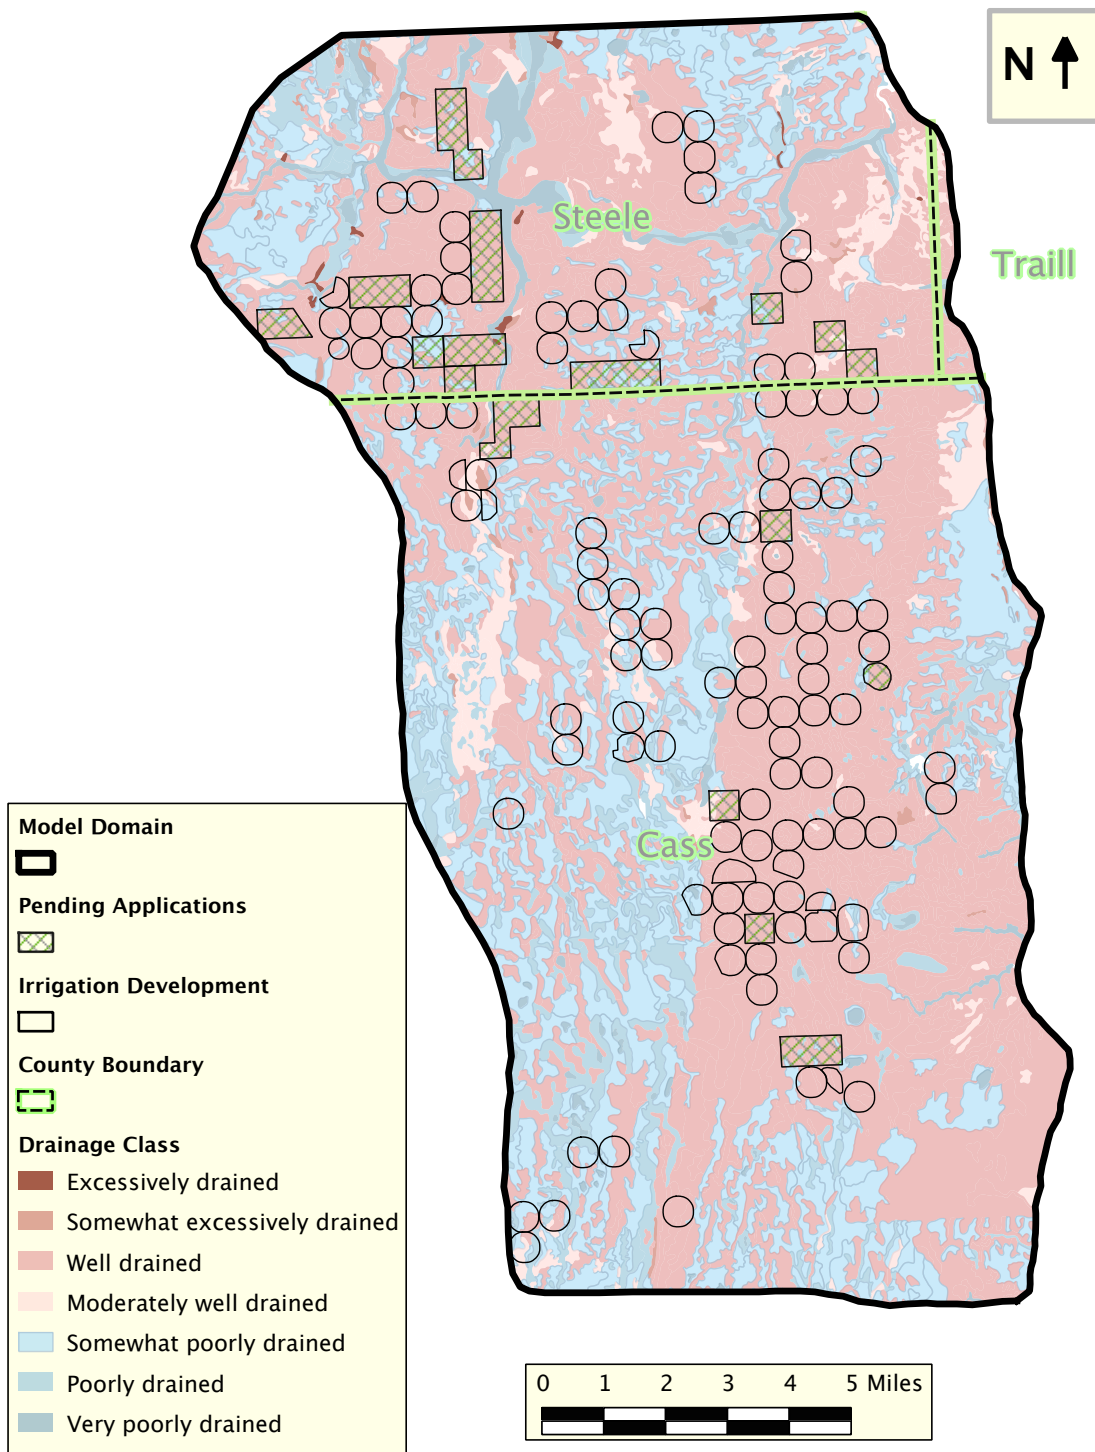 N
Steele
Traill
Cass
Model Domain
Pending Applications
Irrigation Development
County Boundary
Drainage Class
Excessively drained
Somewhat excessively drained
Well drained
Moderately well drained
Somewhat poorly drained
Poorly drained
Very poorly drained
0 1 2 3 4 5 Miles